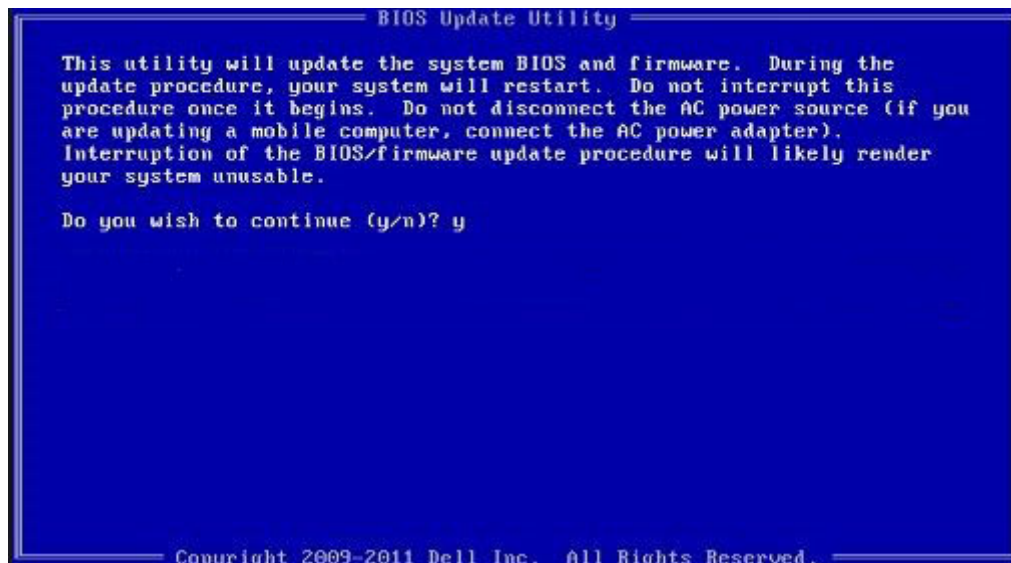 BIOS Update Utility
This utility will update the system BIOS and firmware. During the
update procedure, your system will restart. Do not interrupt this
procedure once it begins. Do not disconnect the AC power source (if you
are updating a mobile computer, connect the AC power adapter).
Interruption of the BIOS/firmware update procedure will likely render
your system unusable.
Do you wish to continue (y/n)? y
Copyright 2009-2011 Dell Inc. All Rights Reserved.